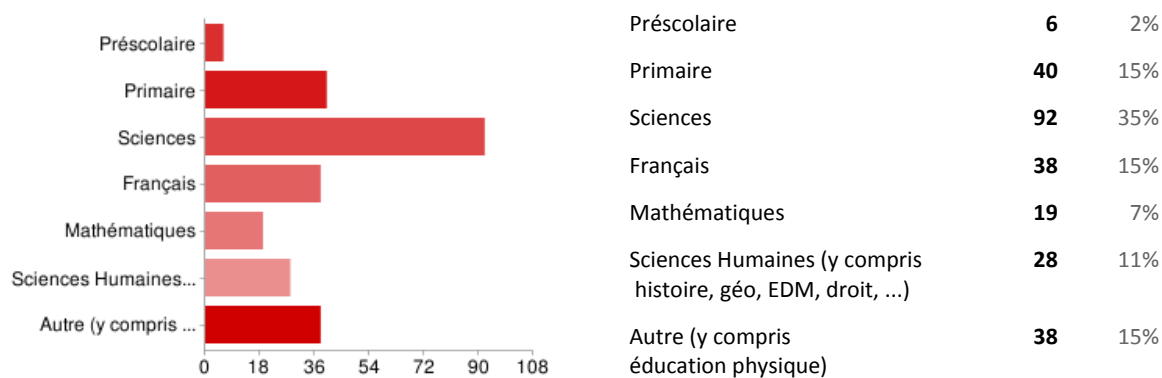 Préscolaire
Primaire
Sciences
Français
Mathématiques
Sciences Humaines...
Autre (y compris ...
0 18 36 54 72 90 108
Préscolaire 6 2%
Primaire 40 15%
Sciences 92 35%
Français 38 15%
Mathématiques 19 7%
Sciences Humaines (y compris 28 11%
histoire, géo, EDM, droit, ...)
Autre (y compris 38 15%
éducation physique)